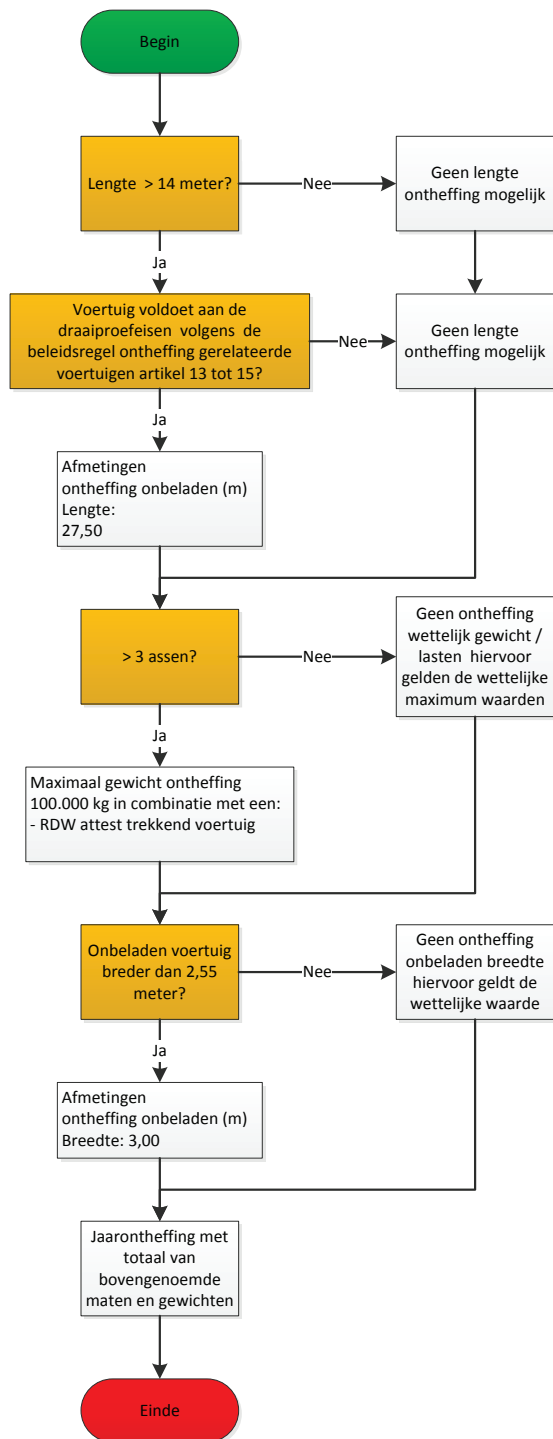 Begin
Lengte > 14 meter?
Nee
Geen lengte
ontheffing mogelijk
Ja
Voertuig voldoet aan de
draaiproefeisen volgens de
beleidsregel ontheffing gerelateerde
voertuigen artikel 13 tot 15?
Nee
Geen lengte
ontheffing mogelijk
Ja
Afmetingen
ontheffing onbeladen (m)
Lengte:
27,50
> 3 assen?
Nee
Geen ontheffing
wettelijk gewicht /
lasten hiervoor
gelden de wettelijke
maximum waarden
Ja
Maximaal gewicht ontheffing
100.000 kg in combinatie met een:
- RDW attest trekkend voertuig
Onbeladen voertuig
breder dan 2,55
meter?
Nee
Geen ontheffing
onbeladen breedte
hiervoor geldt de
wettelijke waarde
Ja
Afmetingen
ontheffing onbeladen (m)
Breedte: 3,00
Jaarontheffing met
totaal van
bovengenoemde
maten en gewichten
Einde